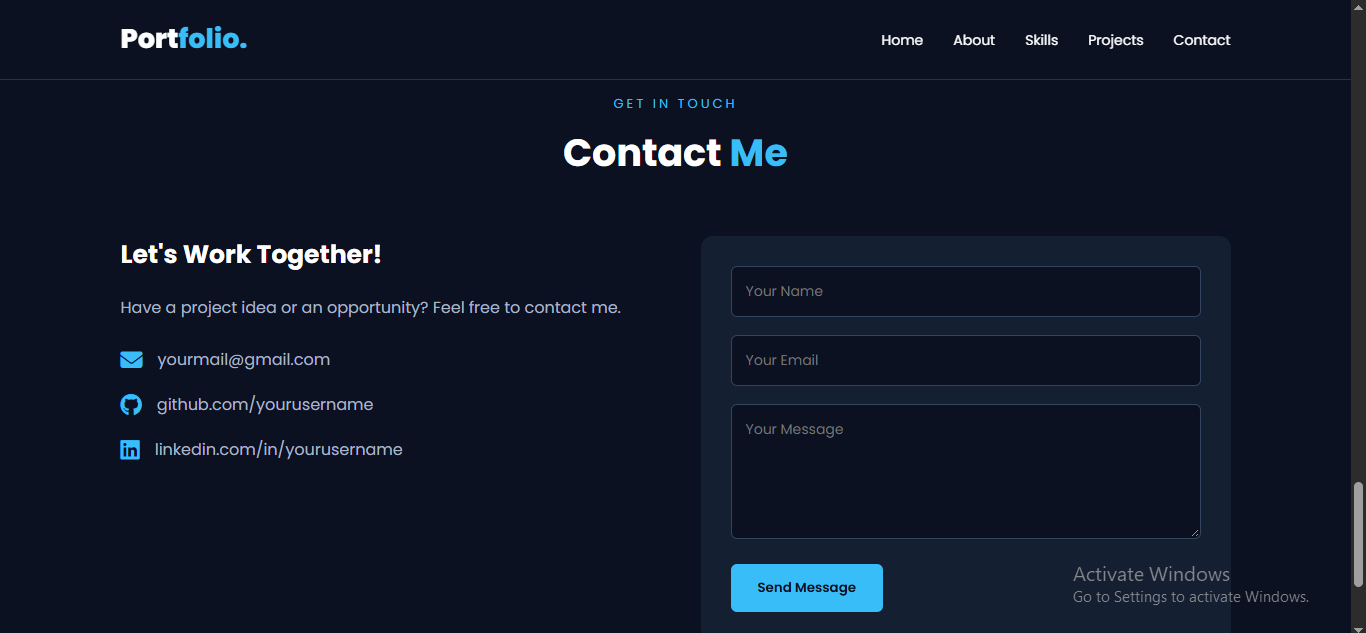 Portfolio.
Home About Skills Projects Contact
GET IN TOUCH
Contact Me
Let's Work Together!
Have a project idea or an opportunity? Feel free to contact me.
yourmail@gmail.com
github.com/yourusername
linkedin.com/in/yourusername
Your Name
Your Email
Your Message
Send Message
Activate Windows
Go to Settings to activate Windows.